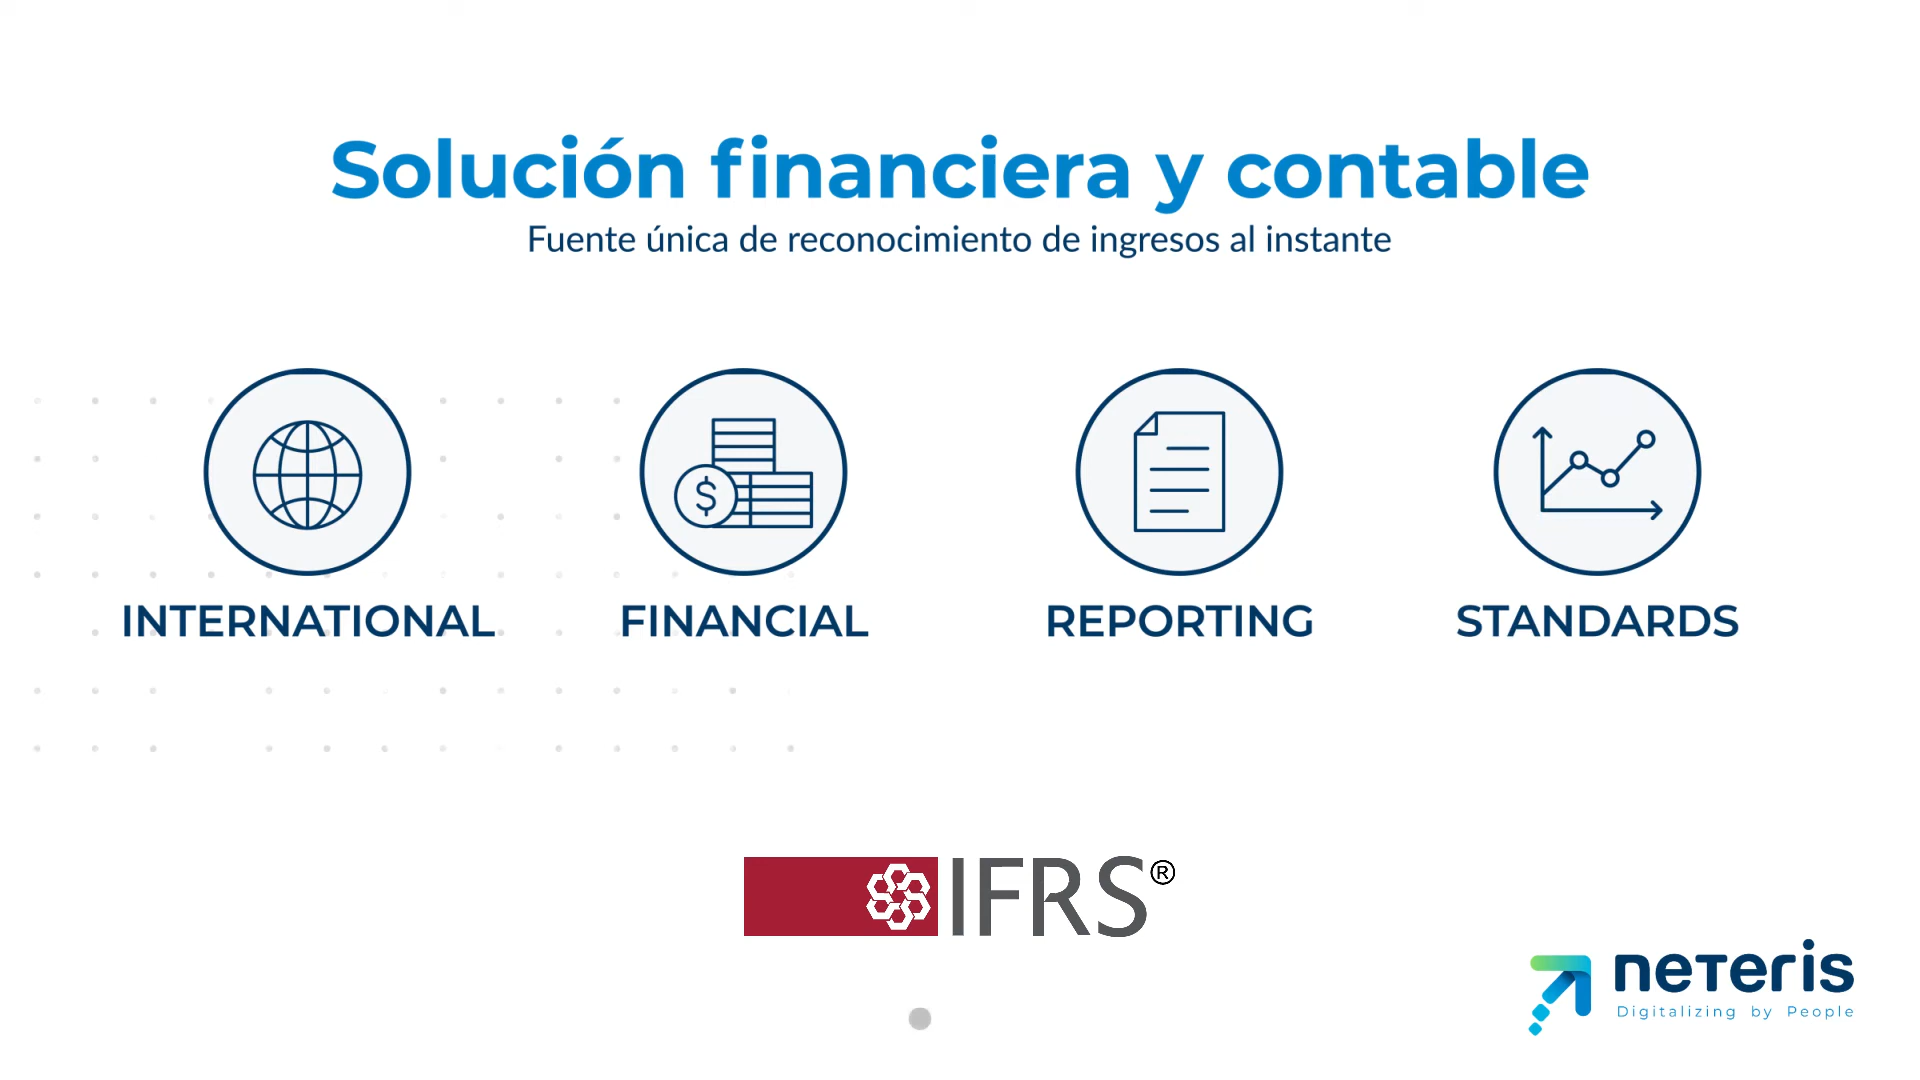 Solución financiera y contable
Fuente única de reconocimiento de ingresos al instante
$
INTERNATIONAL
FINANCIAL
REPORTING
STANDARDS
IFRS®
neteris
Digitalizing by People